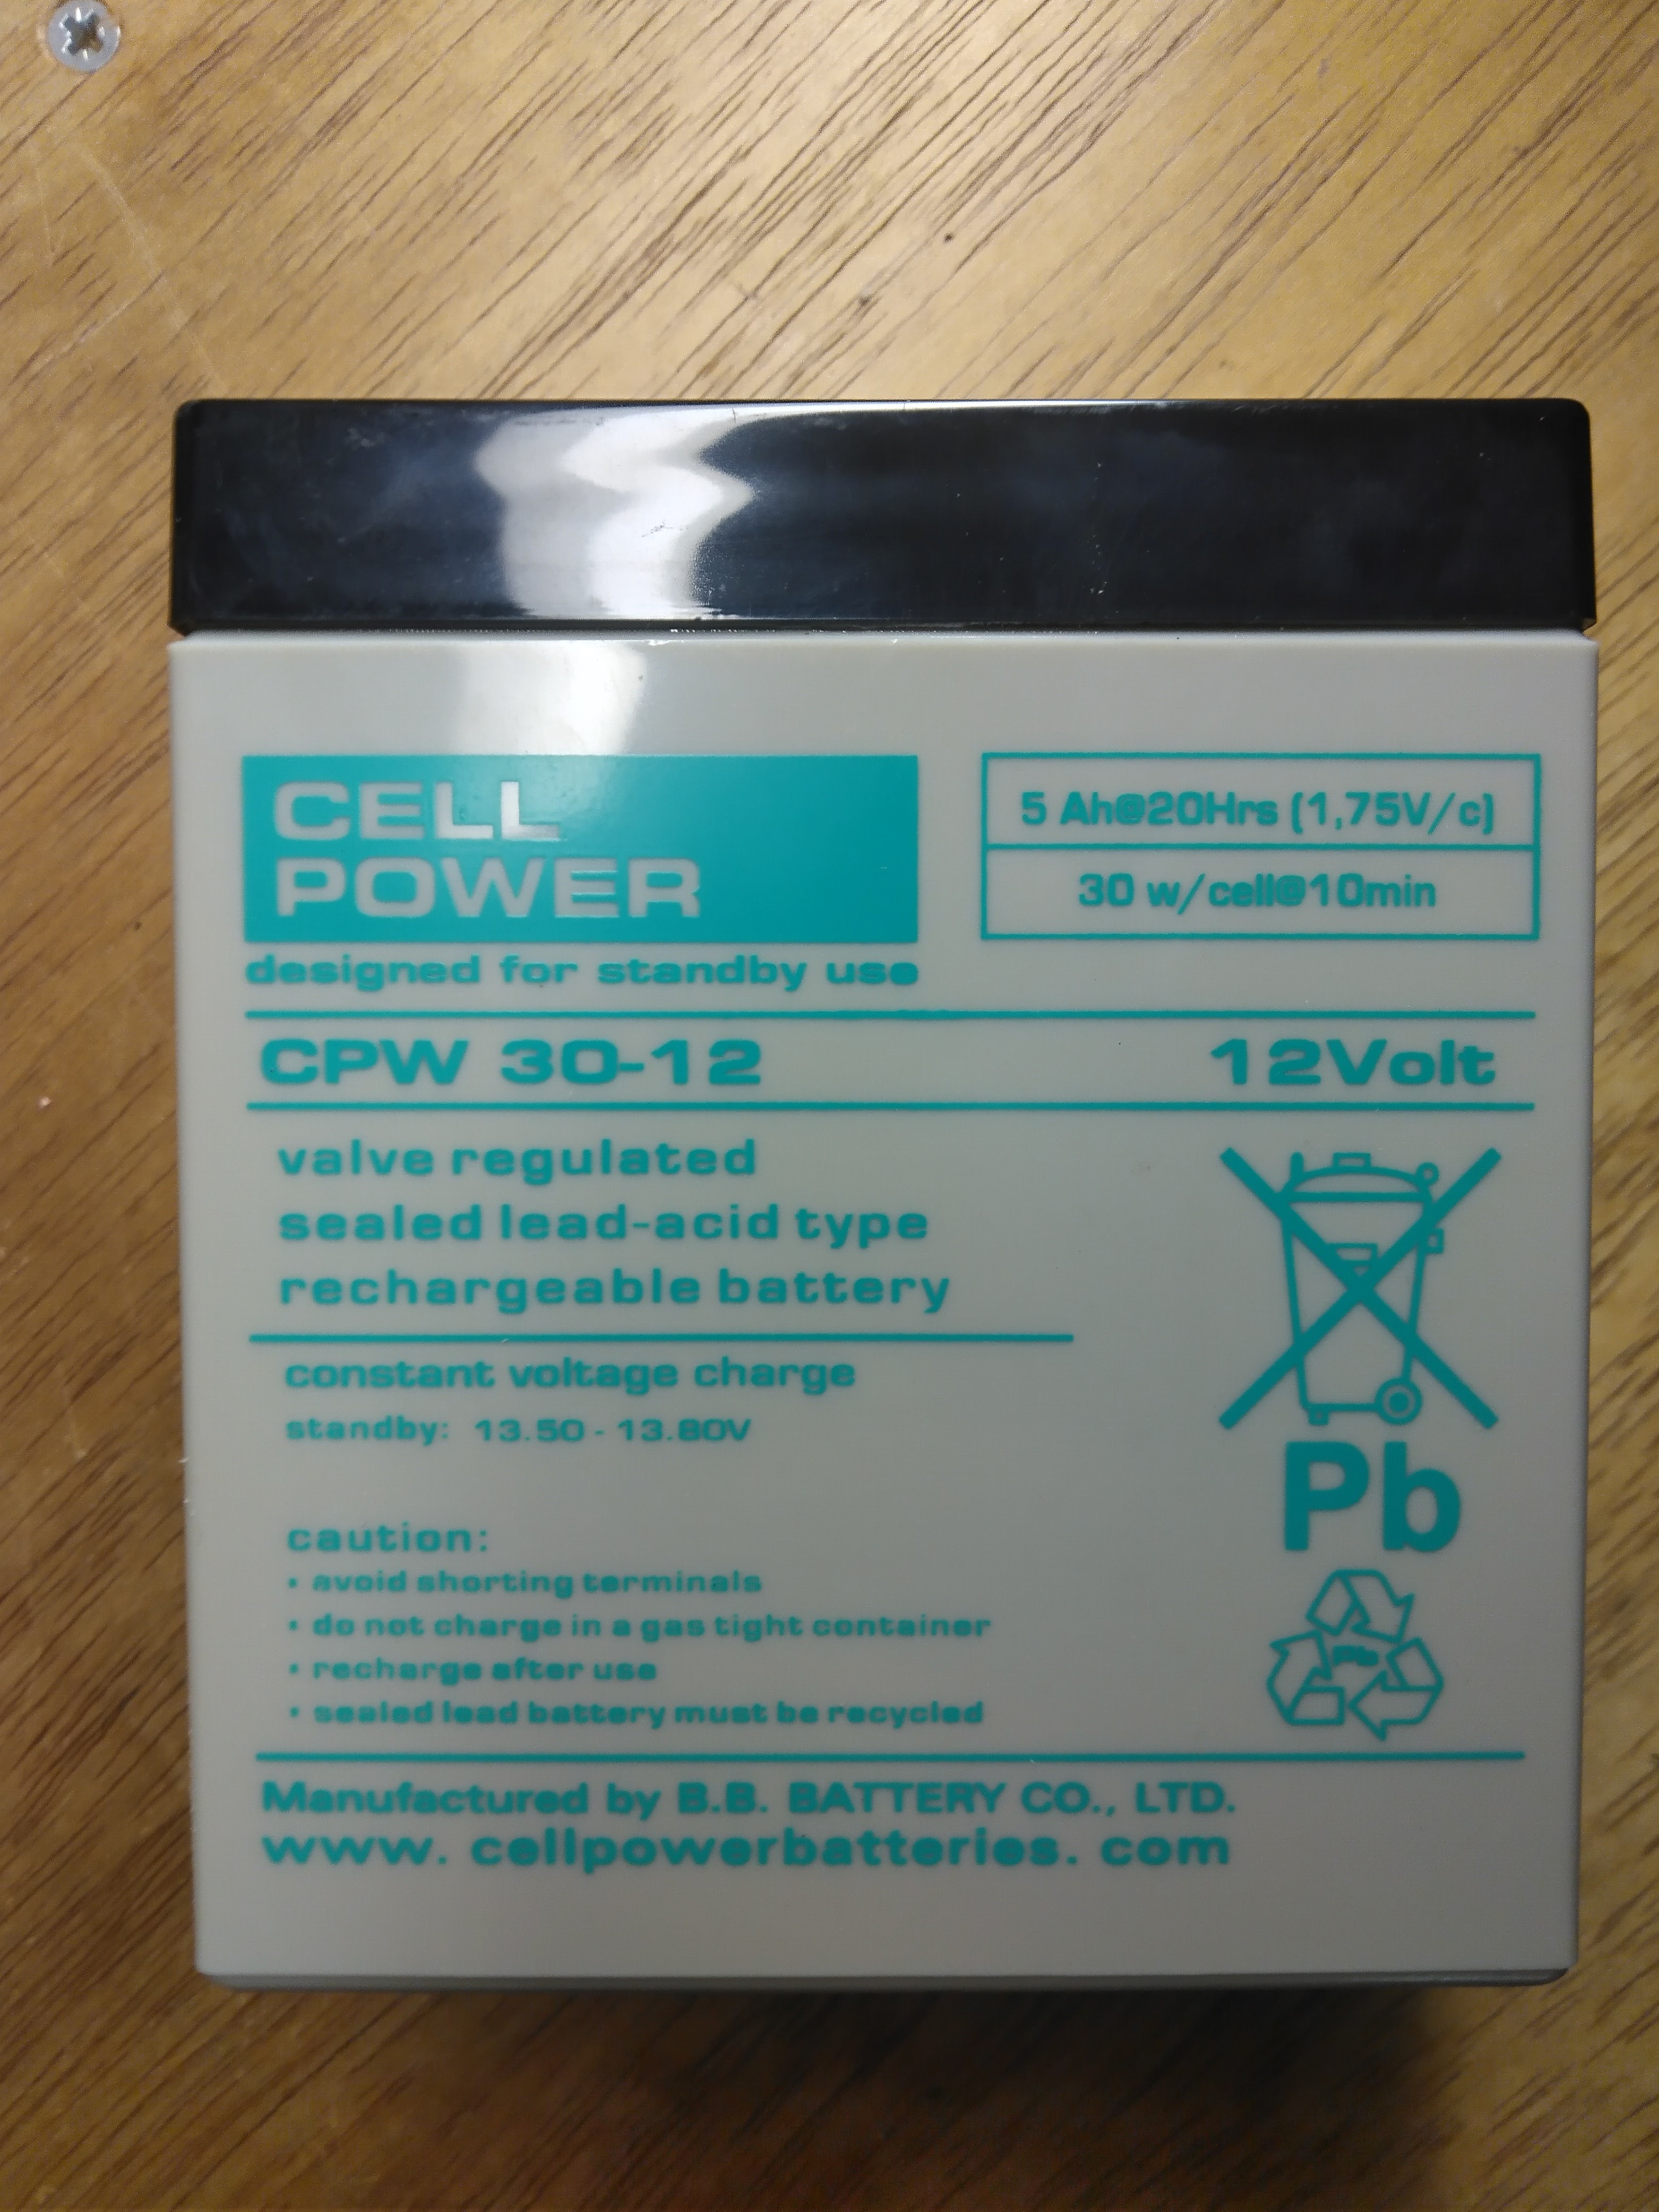 CELL
POWER
designed for standby use
5 Ah@20Hrs (1,75V/c)
30 w/cell@10min
CPW 30-12 12Volt
valve regulated
sealed lead-acid type
rechargeable battery
constant voltage charge
standby: 13.50 - 13.80V
caution:
• avoid shorting terminals
• do not charge in a gas tight container
• recharge after use
• sealed lead battery must be recycled
Pb
Pb
Manufactured by B.B. BATTERY CO., LTD.
www. cellpowerbatteries. com